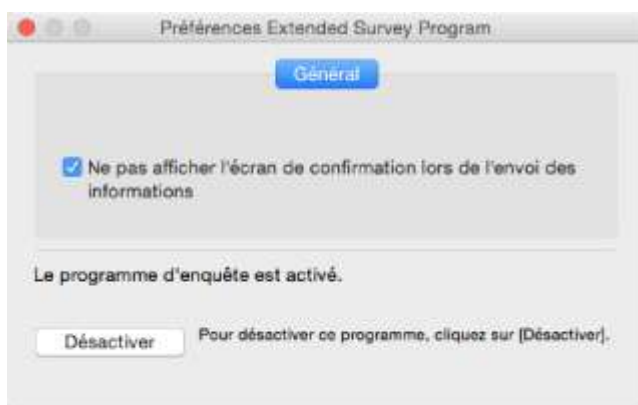 Préférences Extended Survey Program
Général
Ne pas afficher l'écran de confirmation lors de l'envoi des
informations
Le programme d'enquête est activé.
Désactiver
Pour désactiver ce programme, cliquez sur [Désactiver].